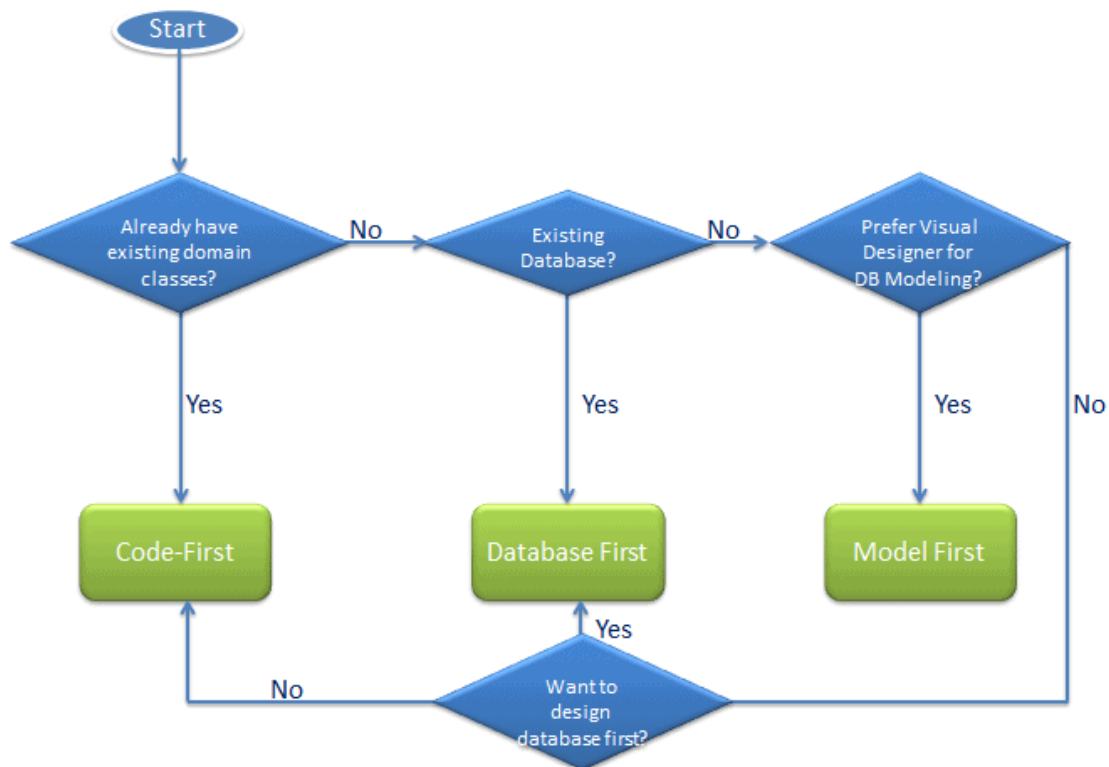 Start
Already have
existing domain
classes?
No
Existing
Database?
No
Prefer Visual
Designer for
DB Modeling?
Yes
Yes
Yes
No
Code-First
Database First
Model First
Yes
No
Want to
design
database first?